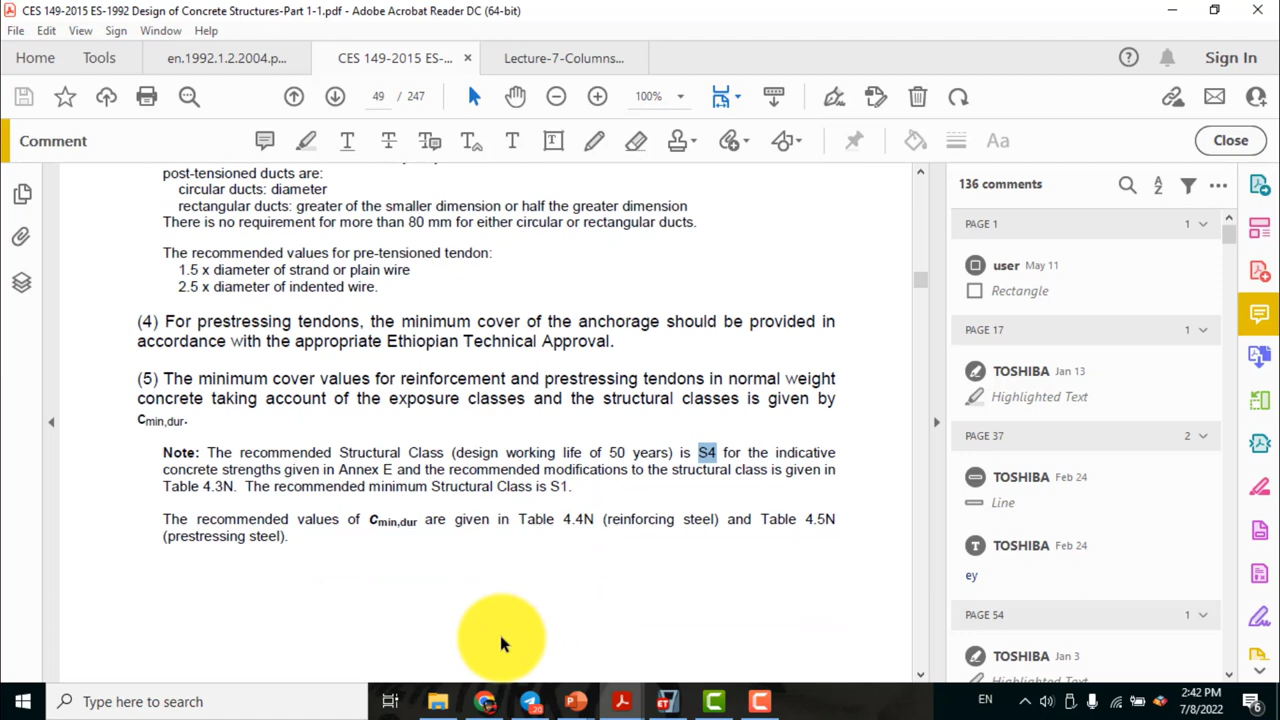 CES 149-2015 ES-1992 Design of Concrete Structures-Part 1-1.pdf - Adobe Acrobat Reader DC (64-bit)
File Edit View Sign Window Help
Home Tools en.1992.1.2.2004.p... CES 149-2015 ES-... × Lecture-7-Columns... Sign In
49 / 247 100%
Comment Close
post-tensioned ducts are:
circular ducts: diameter
rectangular ducts: greater of the smaller dimension or half the greater dimension
There is no requirement for more than 80 mm for either circular or rectangular ducts.
The recommended values for pre-tensioned tendon:
1.5 x diameter of strand or plain wire
2.5 x diameter of indented wire.
(4) For prestressing tendons, the minimum cover of the anchorage should be provided in
accordance with the appropriate Ethiopian Technical Approval.
(5) The minimum cover values for reinforcement and prestressing tendons in normal weight
concrete taking account of the exposure classes and the structural classes is given by
cmin,dur.
Note: The recommended Structural Class (design working life of 50 years) is S4 for the indicative
concrete strengths given in Annex E and the recommended modifications to the structural class is given in
Table 4.3N. The recommended minimum Structural Class is S1.
The recommended values of cmin,dur are given in Table 4.4N (reinforcing steel) and Table 4.5N
(prestressing steel).
136 comments
PAGE 1 1
user May 11
Rectangle
PAGE 17 1
TOSHIBA Jan 13
Highlighted Text
PAGE 37 2
TOSHIBA Feb 24
Line
TOSHIBA Feb 24
ey
PAGE 54 1
TOSHIBA Jan 3
Highlighted Text
Type here to search
EN
2:42 PM
7/8/2022